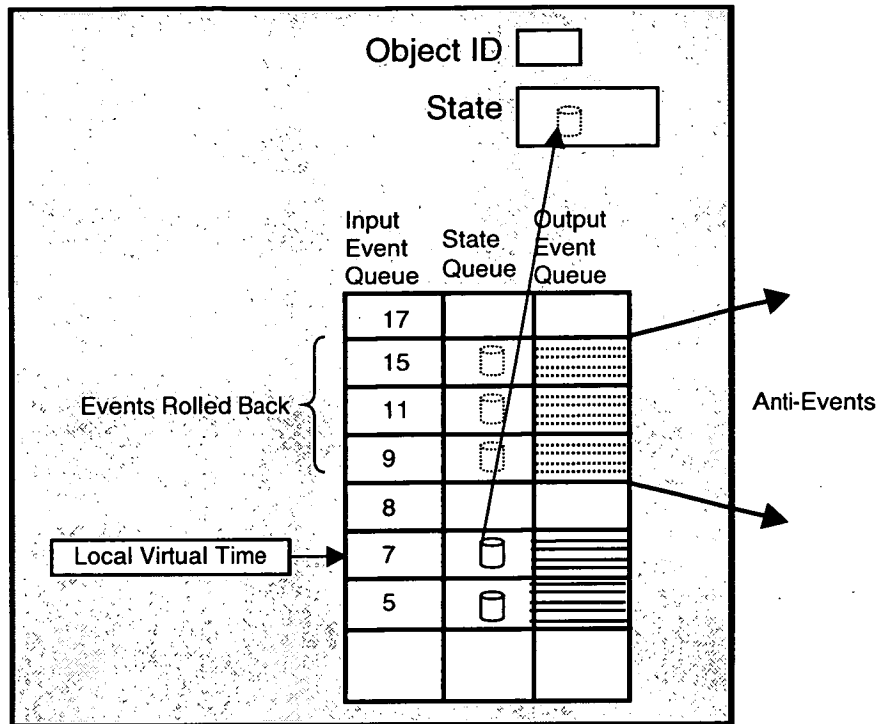 Object ID
State
Input
Event
Queue
State
Queue
Output
Event
Queue
17
15
11
9
8
7
5
Events Rolled Back
Anti-Events
Local Virtual Time